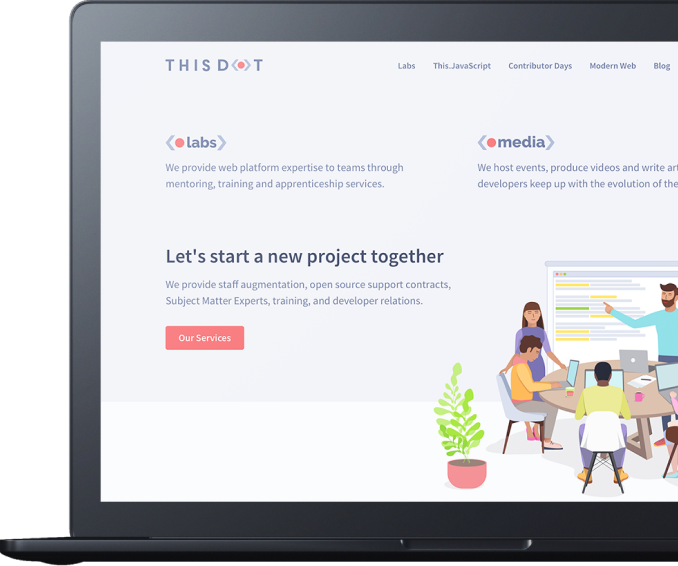 THIS DOT
Labs
This.JavaScript
Contributor Days
Modern Web
Blog
labs
We provide web platform expertise to teams through
mentoring, training and apprenticeship services.
media
We host events, produce videos and write
developers keep up with the evolution of the
Let's start a new project together
We provide staff augmentation, open source support contracts,
Subject Matter Experts, training, and developer relations.
Our Services